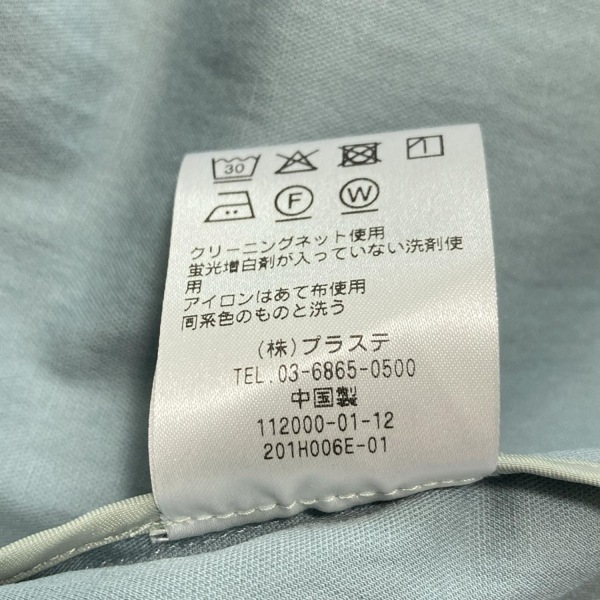 30
F W
クリーニングネット使用
蛍光増白剤が入っていない洗剤使
用
アイロンはあて布使用
同系色のものと洗う
(株)プラステ
TEL.03-6865-0500
中国製
112000-01-12
201H006E-01